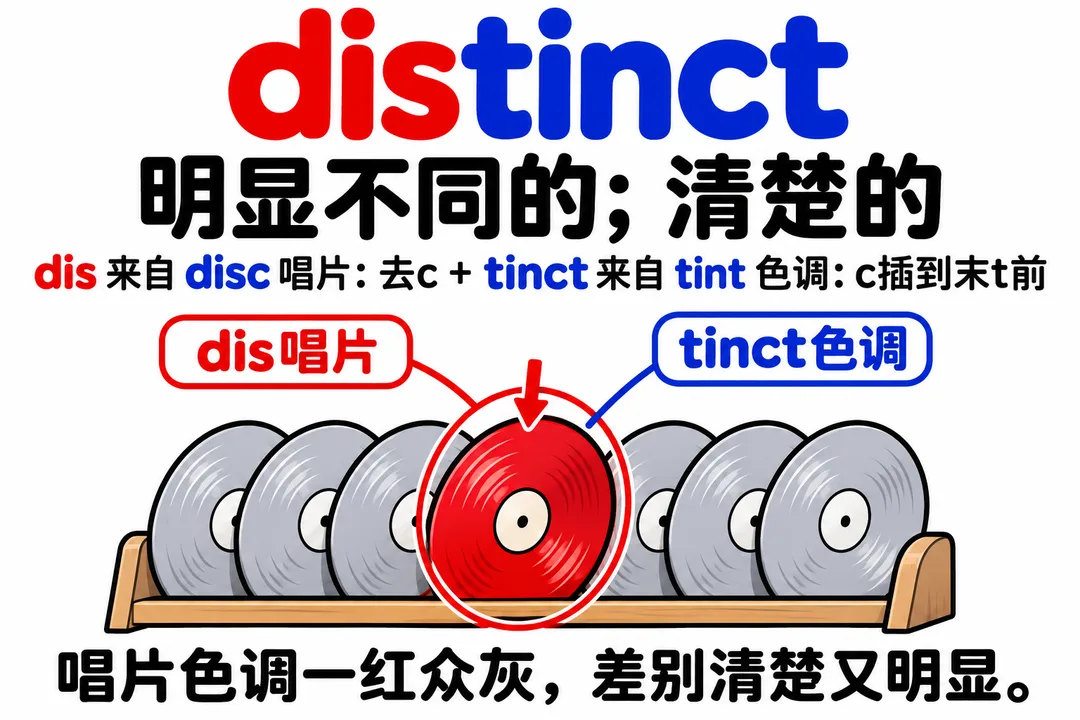 distinct
明显不同的；清楚的
dis 来自 disc 唱片：去c + tinct 来自 tint 色调：c插到末t前
dis唱片
tinct色调
唱片色调一红众灰，差别清楚又明显。